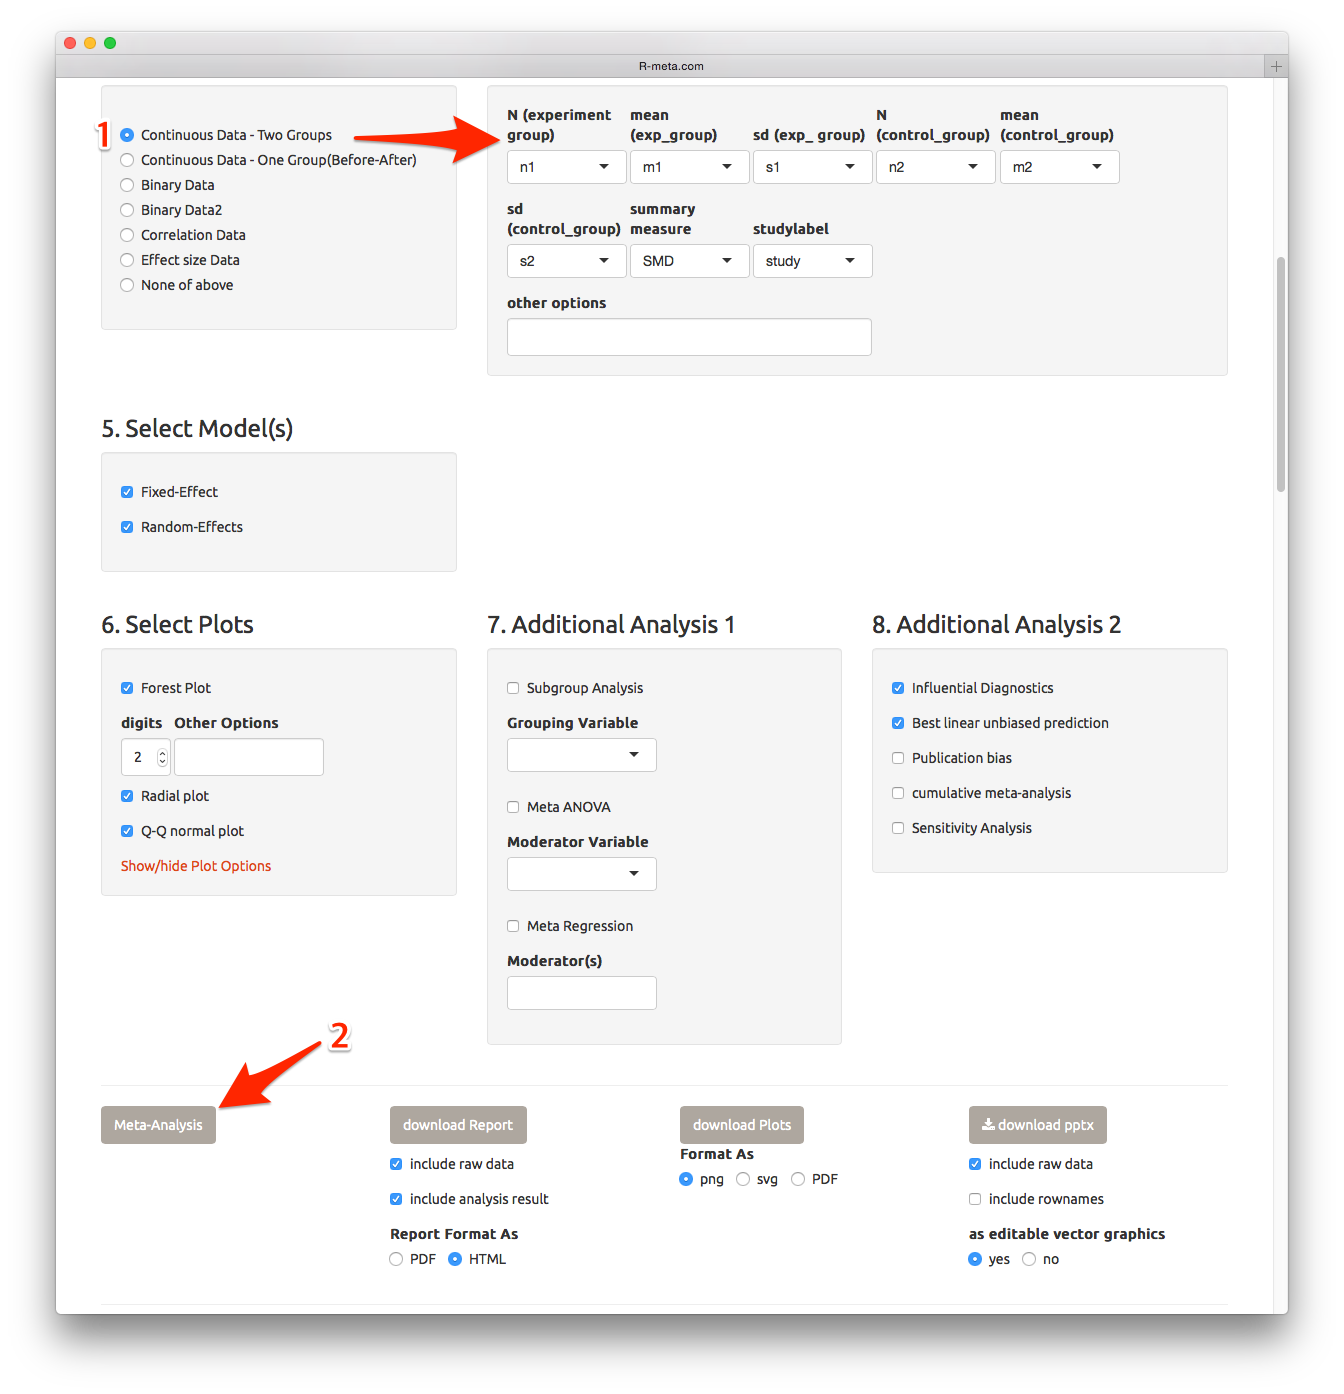 R-meta.com
1
Continuous Data - Two Groups
Continuous Data - One Group(Before-After)
Binary Data
Binary Data2
Correlation Data
Effect size Data
None of above
N (experiment group)
mean (exp_group)
sd (exp_ group)
N (control_group)
mean (control_group)
n1
m1
s1
n2
m2
sd (control_group)
summary measure
studylabel
s2
SMD
study
other options
5. Select Model(s)
Fixed-Effect
Random-Effects
6. Select Plots
Forest Plot
digits
Other Options
2
Radial plot
Q-Q normal plot
Show/hide Plot Options
7. Additional Analysis 1
Subgroup Analysis
Grouping Variable
Meta ANOVA
Moderator Variable
Meta Regression
Moderator(s)
8. Additional Analysis 2
Influential Diagnostics
Best linear unbiased prediction
Publication bias
cumulative meta-analysis
Sensitivity Analysis
2
Meta-Analysis
download Report
include raw data
include analysis result
Report Format As
PDF
HTML
download Plots
Format As
png
svg
PDF
download pptx
include raw data
include rownames
as editable vector graphics
yes
no